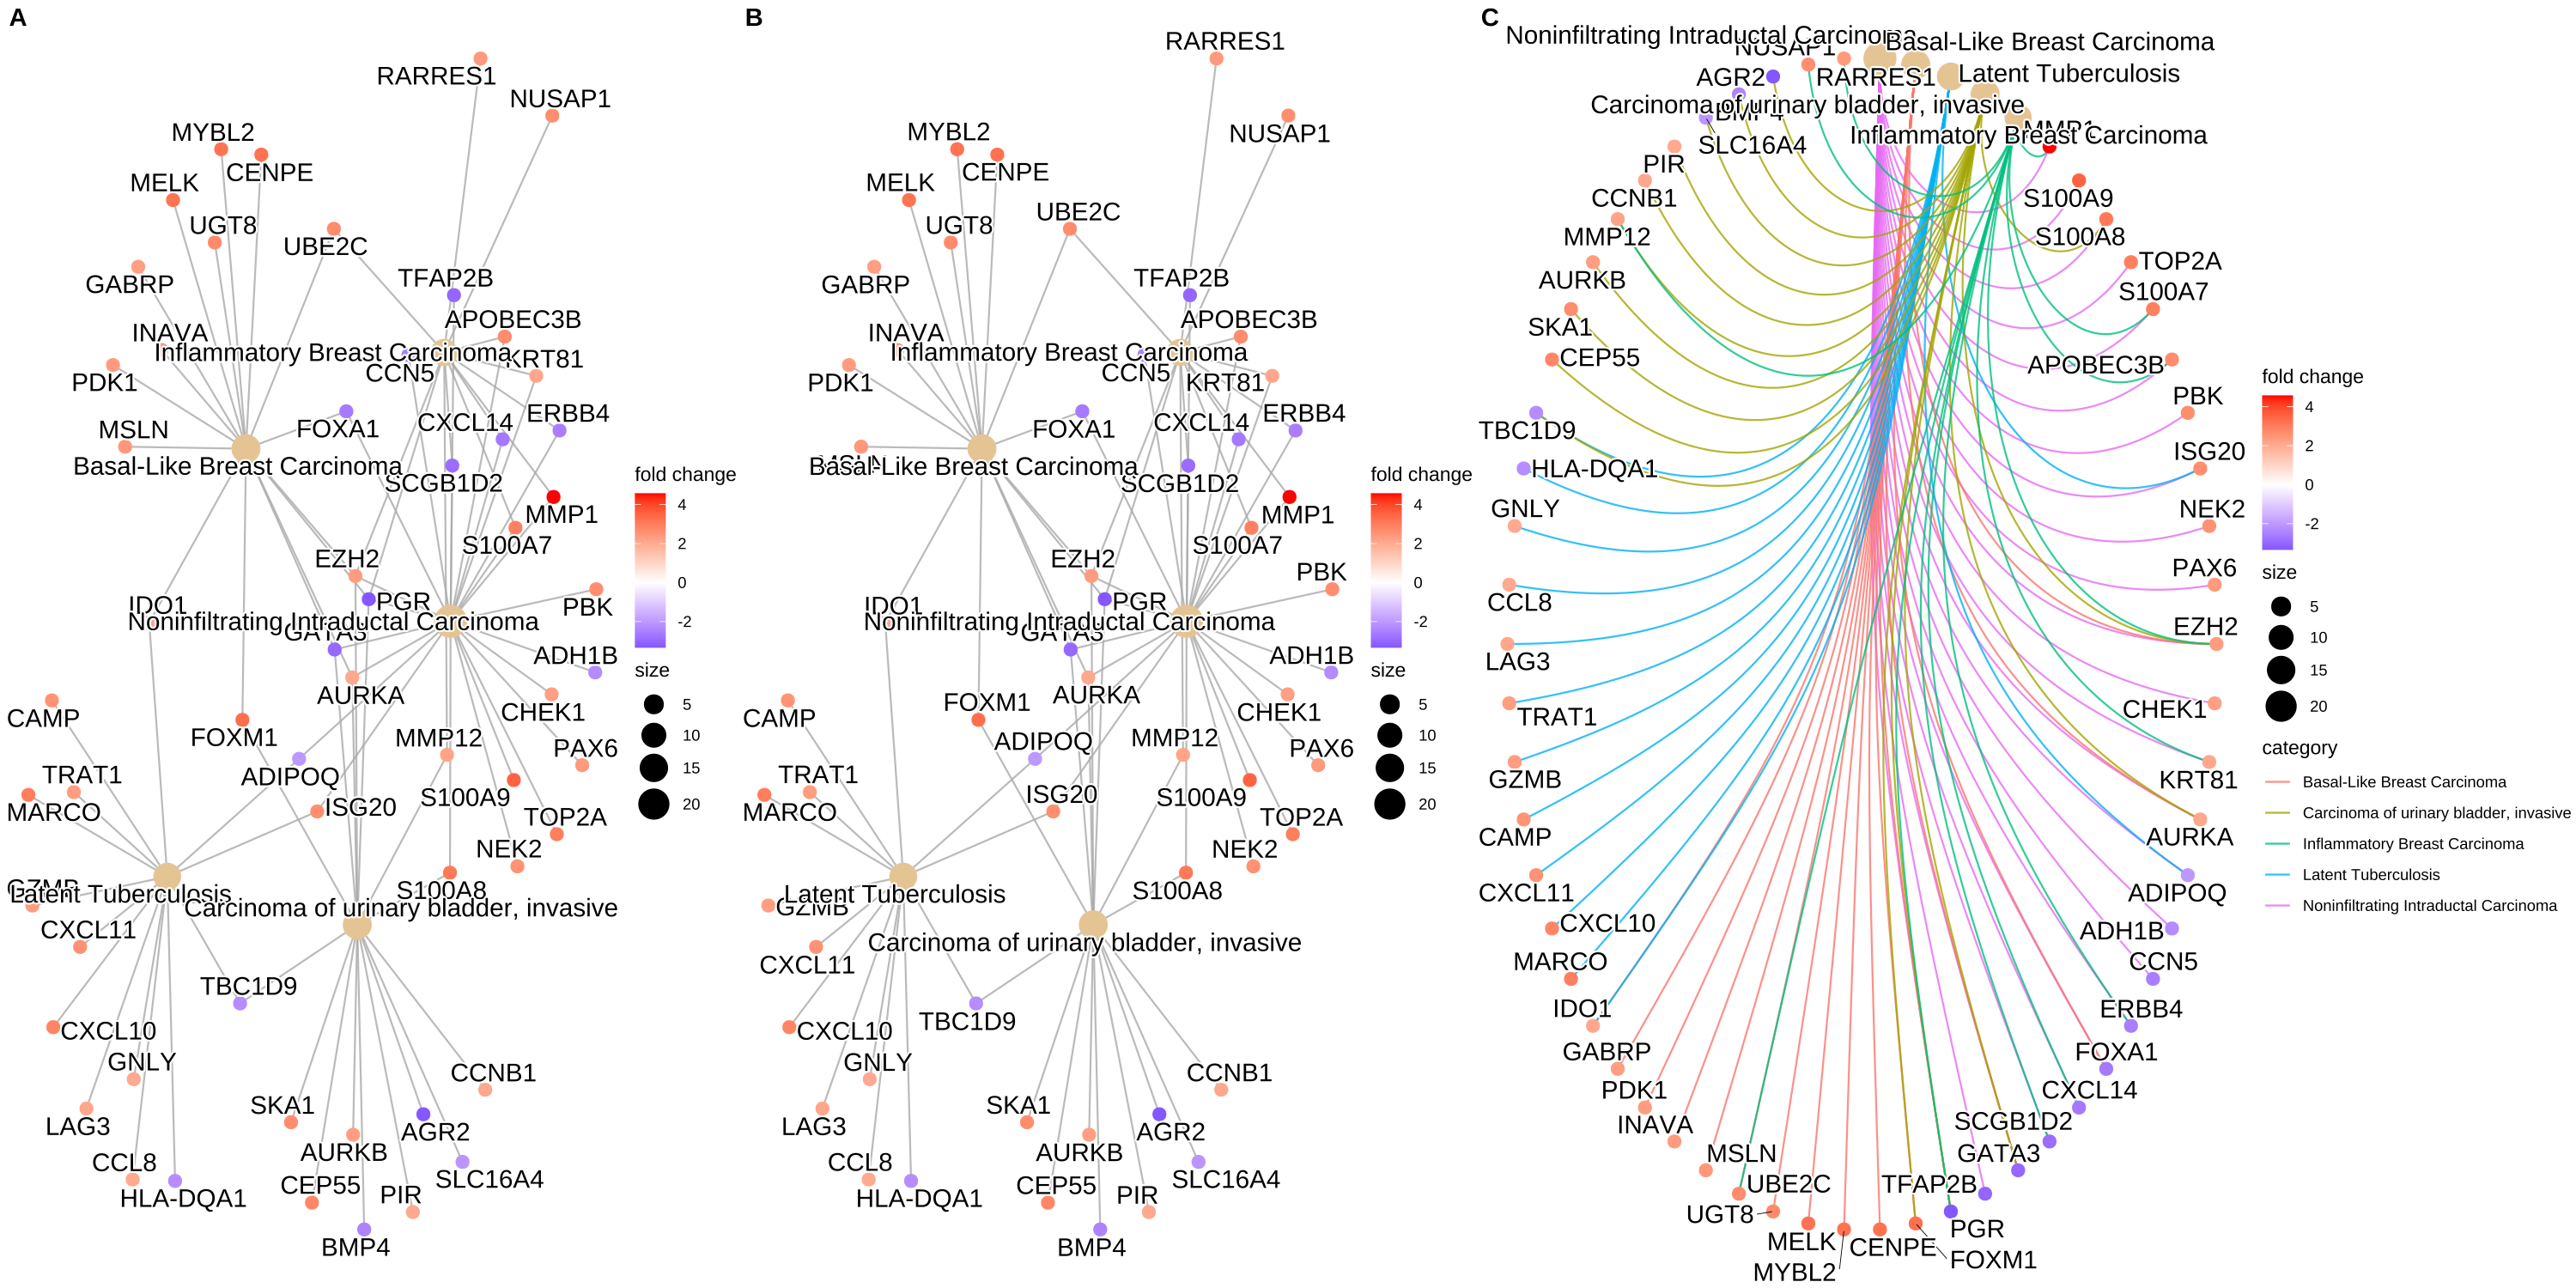 A
RARRES1
NUSAP1
MYBL2
CENPE
MELK
UGT8
UBE2C
GABRP
TFAP2B
INAVA
APOBEC3B
Inflammatory Breast Carcinoma
KRT81
CCN5
PDK1
MSLN
FOXA1
CXCL14
ERBB4
Basal-Like Breast Carcinoma
SCGB1D2
MMP1
S100A7
EZH2
IDO1
PGR
PBK
Noninfiltrating Intraductal Carcinoma
GATA3
ADH1B
AURKA
CAMP
CHEK1
FOXM1
MMP12
PAX6
ADIPOQ
TRAT1
MARCO
ISG20
S100A9
TOP2A
NEK2
GZMB
Latent Tuberculosis
S100A8
Carcinoma of urinary bladder, invasive
CXCL11
TBC1D9
CXCL10
GNLY
CCNB1
LAG3
SKA1
AGR2
AURKB
CCL8
SLC16A4
HLA-DQA1
CEP55
PIR
BMP4
fold change
4
2
0
-2
size
5
10
15
20
B
RARRES1
NUSAP1
MYBL2
CENPE
MELK
UGT8
UBE2C
GABRP
TFAP2B
INAVA
APOBEC3B
Inflammatory Breast Carcinoma
CCN5
KRT81
PDK1
FOXA1
CXCL14
ERBB4
MSLN
Basal-Like Breast Carcinoma
SCGB1D2
MMP1
S100A7
EZH2
PBK
IDO1
PGR
Noninfiltrating Intraductal Carcinoma
GATA3
ADH1B
AURKA
FOXM1
CAMP
CHEK1
ADIPOQ
MMP12
PAX6
TRAT1
MARCO
ISG20
S100A9
TOP2A
NEK2
Latent Tuberculosis
GZMB
S100A8
Carcinoma of urinary bladder, invasive
CXCL11
TBC1D9
CXCL10
GNLY
CCNB1
LAG3
SKA1
AGR2
AURKB
CCL8
SLC16A4
HLA-DQA1
CEP55
PIR
BMP4
fold change
4
2
0
-2
size
5
10
15
20
C
Noninfiltrating Intraductal Carcinoma
Basal-Like Breast Carcinoma
NUSAP1
AGR2
RARRES1
Latent Tuberculosis
Carcinoma of urinary bladder, invasive
BMP4
MMP1
Inflammatory Breast Carcinoma
SLC16A4
PIR
CCNB1
S100A9
MMP12
S100A8
TOP2A
AURKB
S100A7
SKA1
CEP55
APOBEC3B
PBK
TBC1D9
ISG20
HLA-DQA1
GNLY
NEK2
PAX6
CCL8
EZH2
LAG3
CHEK1
TRAT1
GZMB
KRT81
CAMP
AURKA
CXCL11
ADIPOQ
CXCL10
ADH1B
MARCO
CCN5
IDO1
ERBB4
GABRP
FOXA1
PDK1
CXCL14
INAVA
SCGB1D2
MSLN
GATA3
UBE2C
TFAP2B
UGT8
PGR
MELK
CENPE
FOXM1
MYBL2
fold change
4
2
0
-2
size
5
10
15
20
category
Basal-Like Breast Carcinoma
Carcinoma of urinary bladder, invasive
Inflammatory Breast Carcinoma
Latent Tuberculosis
Noninfiltrating Intraductal Carcinoma